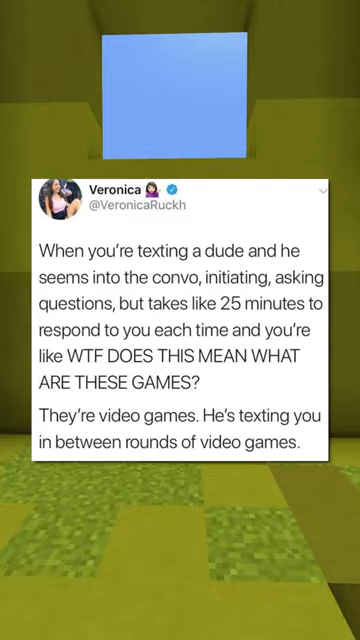 Veronica 💁🏻‍♀️
@VeronicaRuckh
When you’re texting a dude and he
seems into the convo, initiating, asking
questions, but takes like 25 minutes to
respond to you each time and you’re
like WTF DOES THIS MEAN WHAT
ARE THESE GAMES?
They’re video games. He’s texting you
in between rounds of video games.